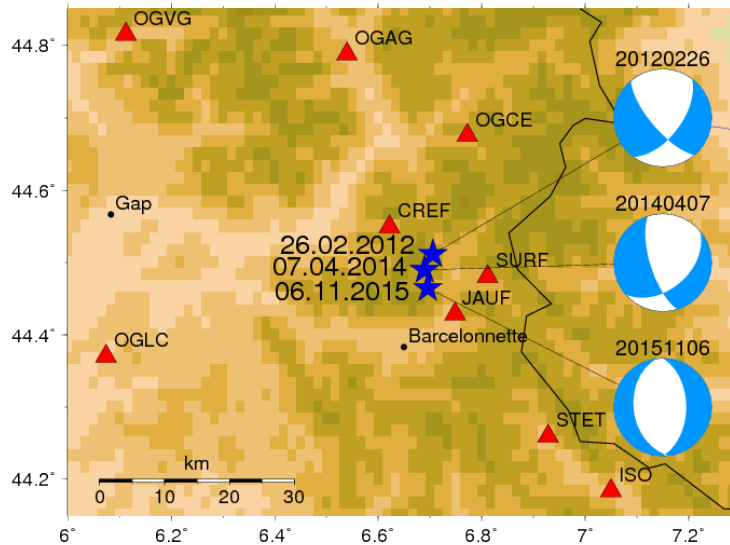 OGVG
44.8°
OGAG
20120226
OGCE
44.6°
Gap
CREF
20140407
26.02.2012
SURF
07.04.2014
06.11.2015
JAUF
44.4°
OGLC
Barcelonnette
20151106
STET
km
ISO
44.2°
0 10 20 30
6° 6.2° 6.4° 6.6° 6.8° 7° 7.2°